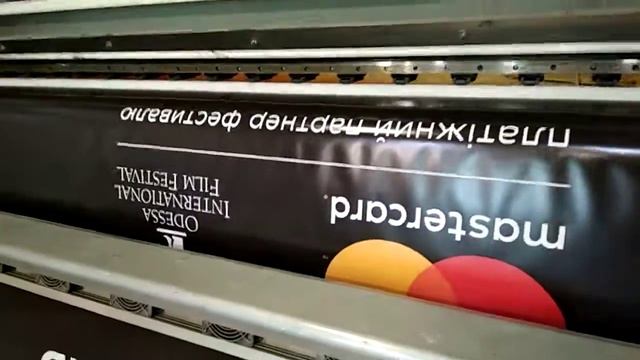 mastercard
ODESSA
INTERNATIONAL
FILM FESTIVAL
платіжний партнер фестивалю